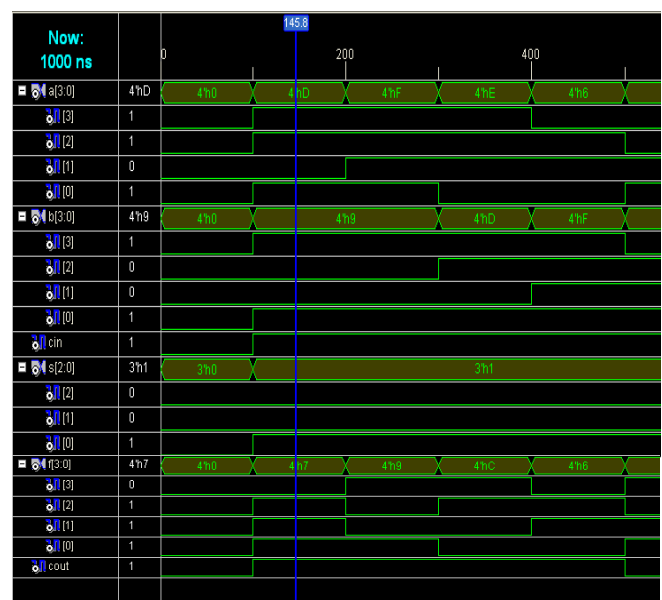 145.8
Now:
1000 ns
0 200 400
a[3:0] 4'hD 4'h0 4'hD 4'hF 4'hE 4'h6
[3] 1
[2] 1
[1] 0
[0] 1
b[3:0] 4'h9 4'h0 4'h9 4'hD 4'hF
[3] 1
[2] 0
[1] 0
[0] 1
cin 1
s[2:0] 3'h1 3'h0 3'h1
[2] 0
[1] 0
[0] 1
f[3:0] 4'h7 4'h0 4'h7 4'h9 4'hC 4'h6
[3] 0
[2] 1
[1] 1
[0] 1
cout 1